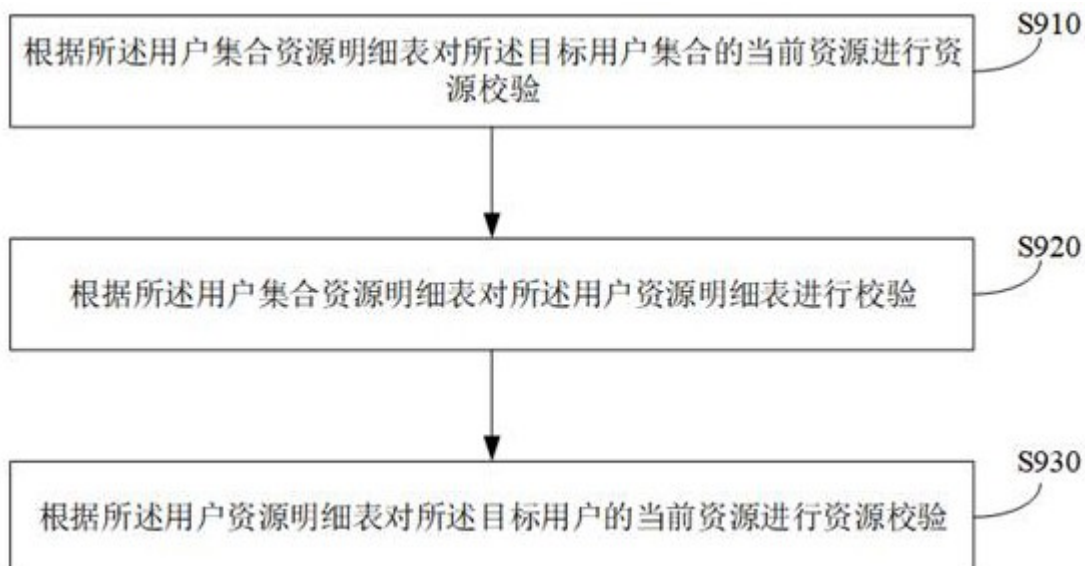 S910
根据所述用户集合资源明细表对所述目标用户集合的当前资源进行资
源校验
S920
根据所述用户集合资源明细表对所述用户资源明细表进行校验
S930
根据所述用户资源明细表对所述目标用户的当前资源进行资源校验